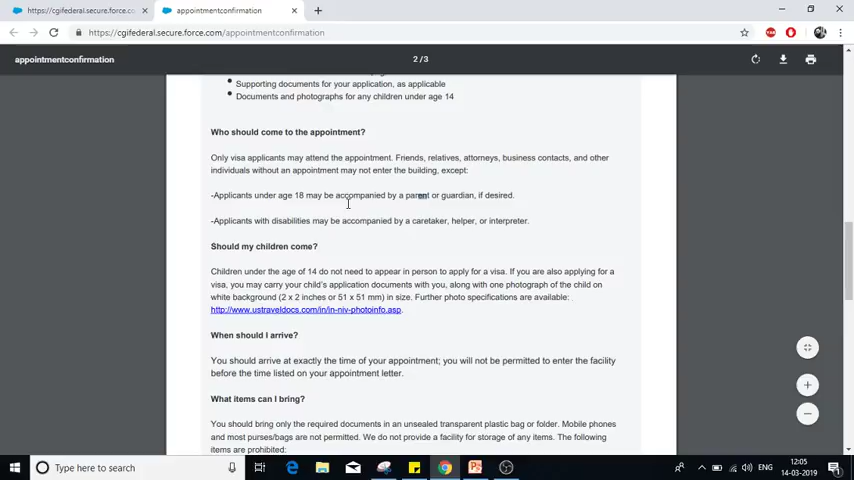 https://cgifederal.secure.force.co
appointmentconfirmation
https://cgifederal.secure.force.com/appointmentconfirmation
appointmentconfirmation
2/3
Supporting documents for your application, as applicable
Documents and photographs for any children under age 14
Who should come to the appointment?
Only visa applicants may attend the appointment. Friends, relatives, attorneys, business contacts, and other
individuals without an appointment may not enter the building, except:
-Applicants under age 18 may be accompanied by a parent or guardian, if desired.
-Applicants with disabilities may be accompanied by a caretaker, helper, or interpreter.
Should my children come?
Children under the age of 14 do not need to appear in person to apply for a visa. If you are also applying for a
visa, you may carry your child's application documents with you, along with one photograph of the child on
white background (2 x 2 inches or 51 x 51 mm) in size. Further photo specifications are available:
http://www.ustraveldocs.com/in/in-niv-photoinfo.asp.
When should I arrive?
You should arrive at exactly the time of your appointment; you will not be permitted to enter the facility
before the time listed on your appointment letter.
What items can I bring?
You should bring only the required documents in an unsealed transparent plastic bag or folder. Mobile phones
and most purses/bags are not permitted. We do not provide a facility for storage of any items. The following
items are prohibited:
Type here to search
ENG
12:05
14-03-2019